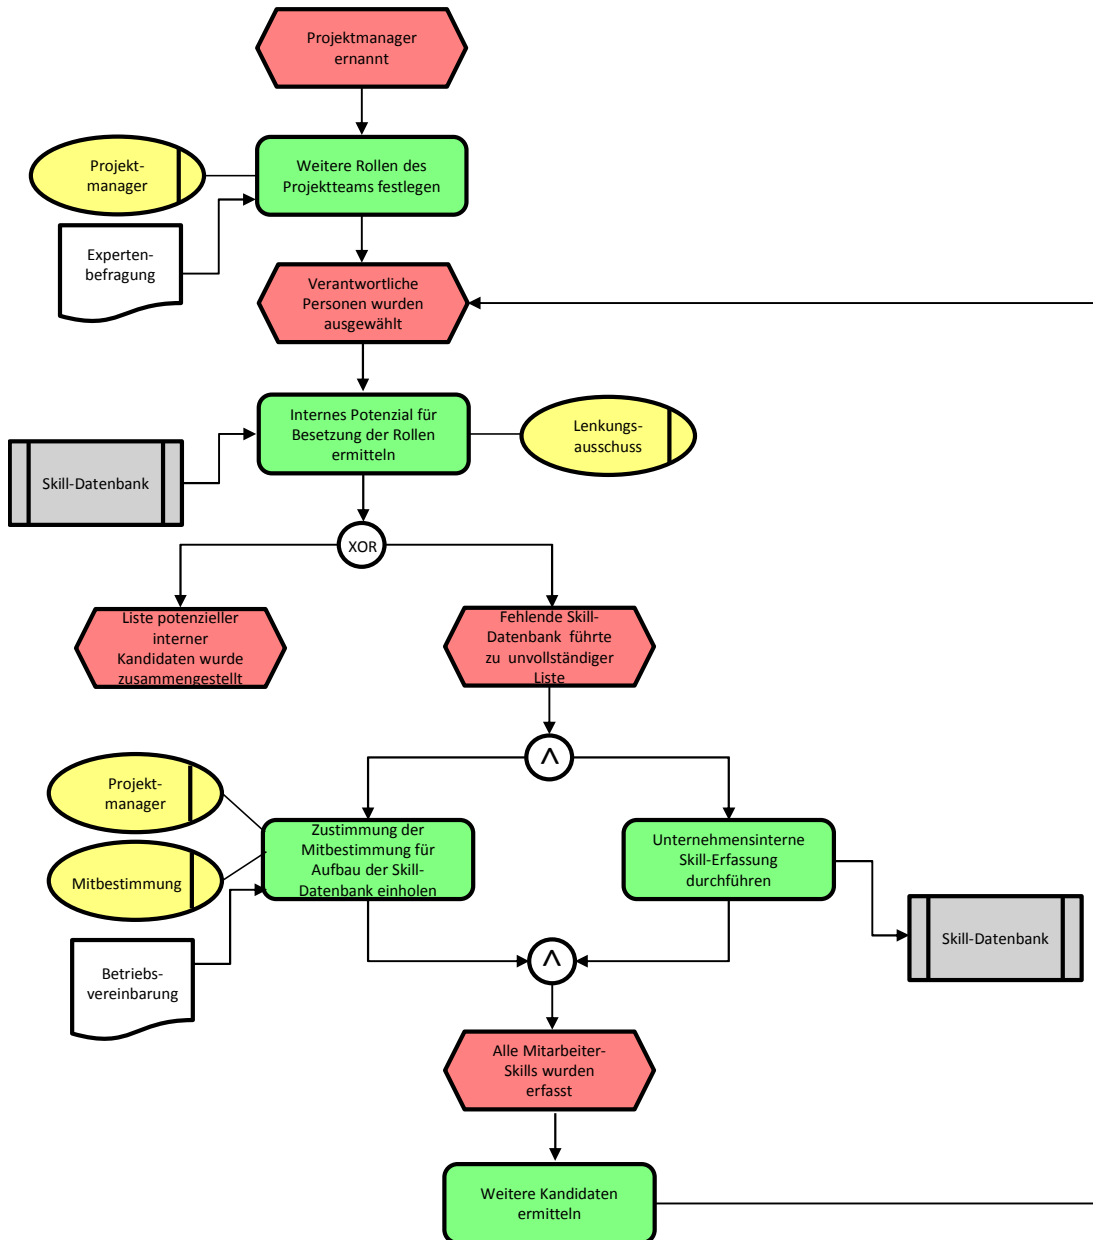 Projektmanager
ernannt
Projekt-
manager
Weitere Rollen des
Projektteams festlegen
Experten-
befragung
Verantwortliche
Personen wurden
ausgewählt
Internes Potenzial für
Besetzung der Rollen
ermitteln
Lenkungs-
ausschuss
Skill-Datenbank
XOR
Liste potenzieller
interner
Kandidaten wurde
zusammengestellt
Fehlende Skill-
Datenbank führte
zu unvollständiger
Liste
^
Projekt-
manager
Mitbestimmung
Zustimmung der
Mitbestimmung für
Aufbau der Skill-
Datenbank einholen
Unternehmensinterne
Skill-Erfassung
durchführen
Betriebs-
vereinbarung
Skill-Datenbank
^
Alle Mitarbeiter-
Skills wurden
erfasst
Weitere Kandidaten
ermitteln